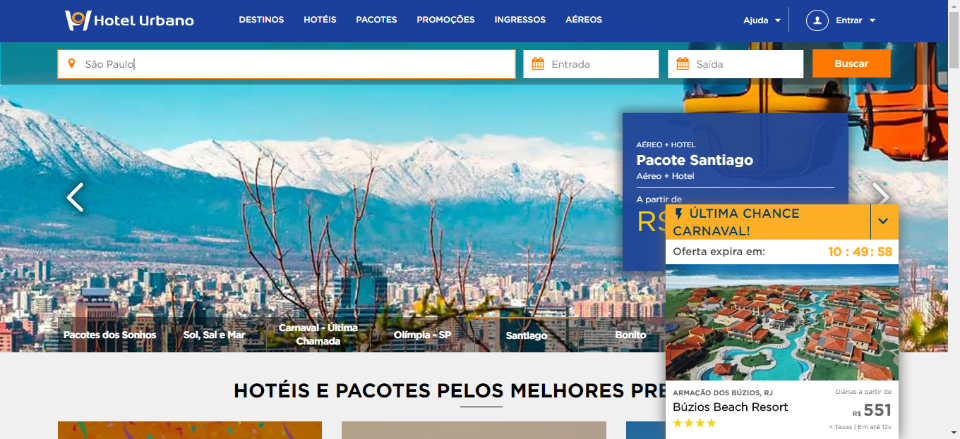 Hotel Urbano
DESTINOS HOTÉIS PACOTES PROMOÇÕES INGRESSOS AÉREOS
Ajuda Entrar
São Paulo Entrada Saída Buscar
AÉREO + HOTEL
Pacote Santiago
Aéreo + Hotel
A partir de
R$
ÚLTIMA CHANCE
CARNAVAL!
Oferta expira em: 10 : 49 : 58
Pacotes dos Sonhos
Sol, Sal e Mar
Carnaval - Última
Chamada
Olímpia - SP
Santiago
Bonito
HOTÉIS E PACOTES PELOS MELHORES PRE
ARMAÇÃO DOS BÚZIOS, RJ
Búzios Beach Resort
Diárias a partir de
R$ 551
+ Taxas | Em até 12x